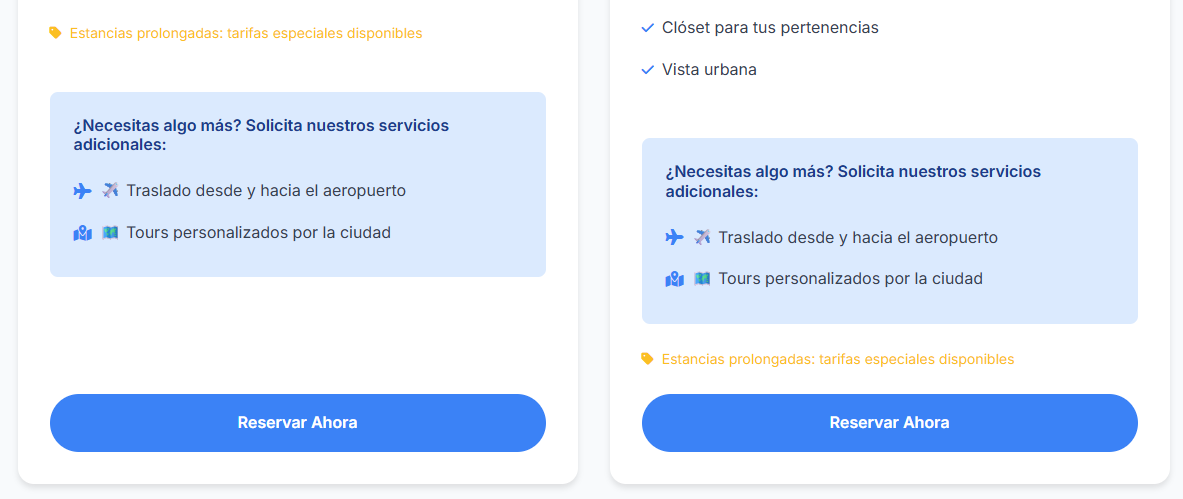 Estancias prolongadas: tarifas especiales disponibles
¿Necesitas algo más? Solicita nuestros servicios
adicionales:
Traslado desde y hacia el aeropuerto
Tours personalizados por la ciudad
Reservar Ahora
Clóset para tus pertenencias
Vista urbana
¿Necesitas algo más? Solicita nuestros servicios
adicionales:
Traslado desde y hacia el aeropuerto
Tours personalizados por la ciudad
Estancias prolongadas: tarifas especiales disponibles
Reservar Ahora